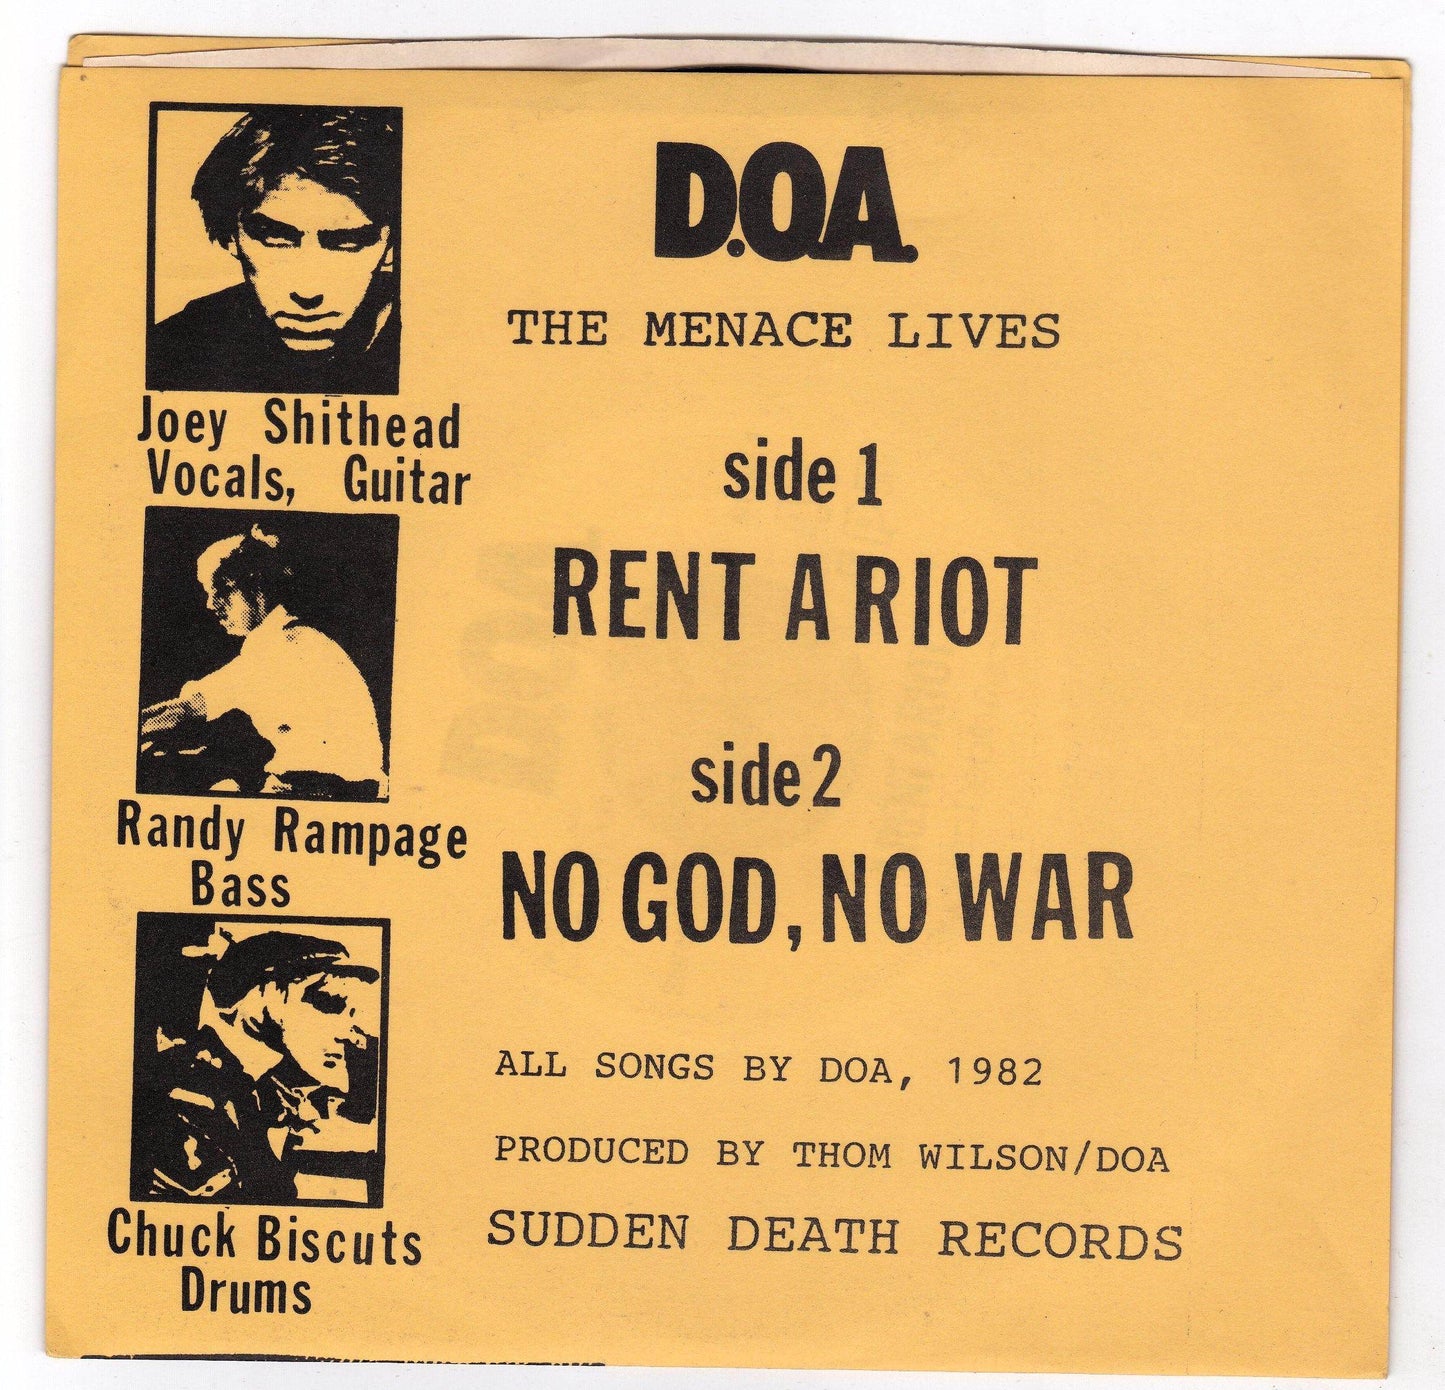 D.O.A.
THE MENACE LIVES
Joey Shithead
Vocals, Guitar
side 1
RENT A RIOT
Randy Rampage
Bass
side 2
NO GOD, NO WAR
Chuck Biscuts
Drums
ALL SONGS BY DOA, 1982
PRODUCED BY THOM WILSON/DOA
SUDDEN DEATH RECORDS